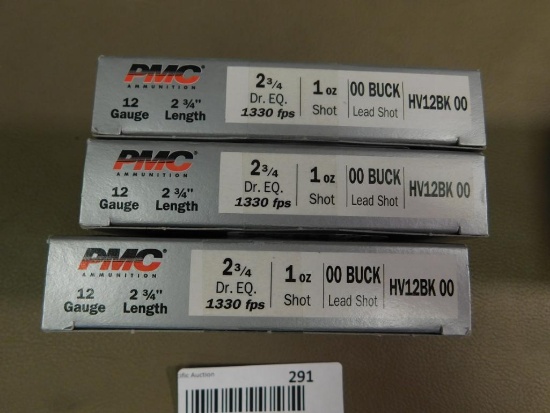 PMC®
AMMUNITION
12 Gauge
2 ¾" Length
2 3/4 Dr. EQ. 1330 fps
1 oz Shot
00 BUCK Lead Shot
HV12BK 00
PMC®
AMMUNITION
12 Gauge
2 ¾" Length
2 3/4 Dr. EQ. 1330 fps
1 oz Shot
00 BUCK Lead Shot
HV12BK 00
PMC®
AMMUNITION
12 Gauge
2 ¾" Length
2 3/4 Dr. EQ. 1330 fps
1 oz Shot
00 BUCK Lead Shot
HV12BK 00
Auction
291